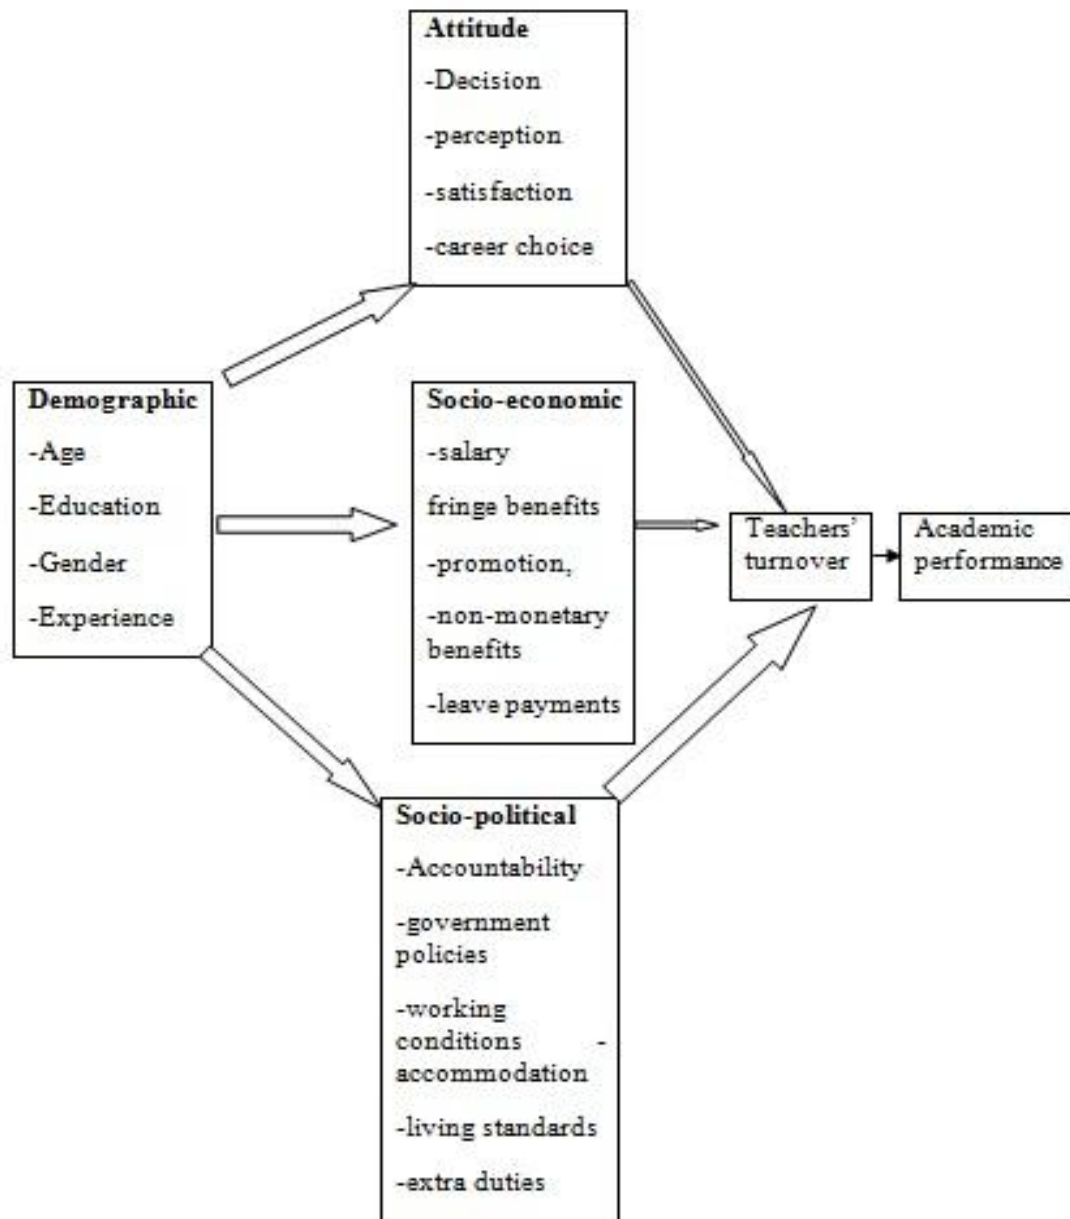 Attitude
-Decision
-perception
-satisfaction
-career choice
Demographic
-Age
-Education
-Gender
-Experience
Socio-economic
-salary
fringe benefits
-promotion,
-non-monetary
benefits
-leave payments
Teachers’
turnover
Academic
performance
Socio-political
-Accountability
-government
policies
-working
conditions -
accommodation
-living standards
-extra duties